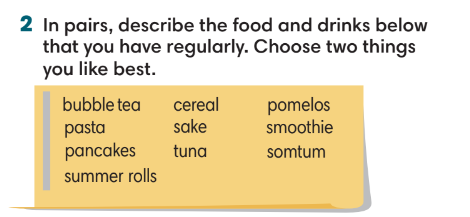 2 In pairs, describe the food and drinks below
that you have regularly. Choose two things
you like best.
bubble tea cereal pomelos
pasta sake smoothie
pancakes tuna somtum
summer rolls